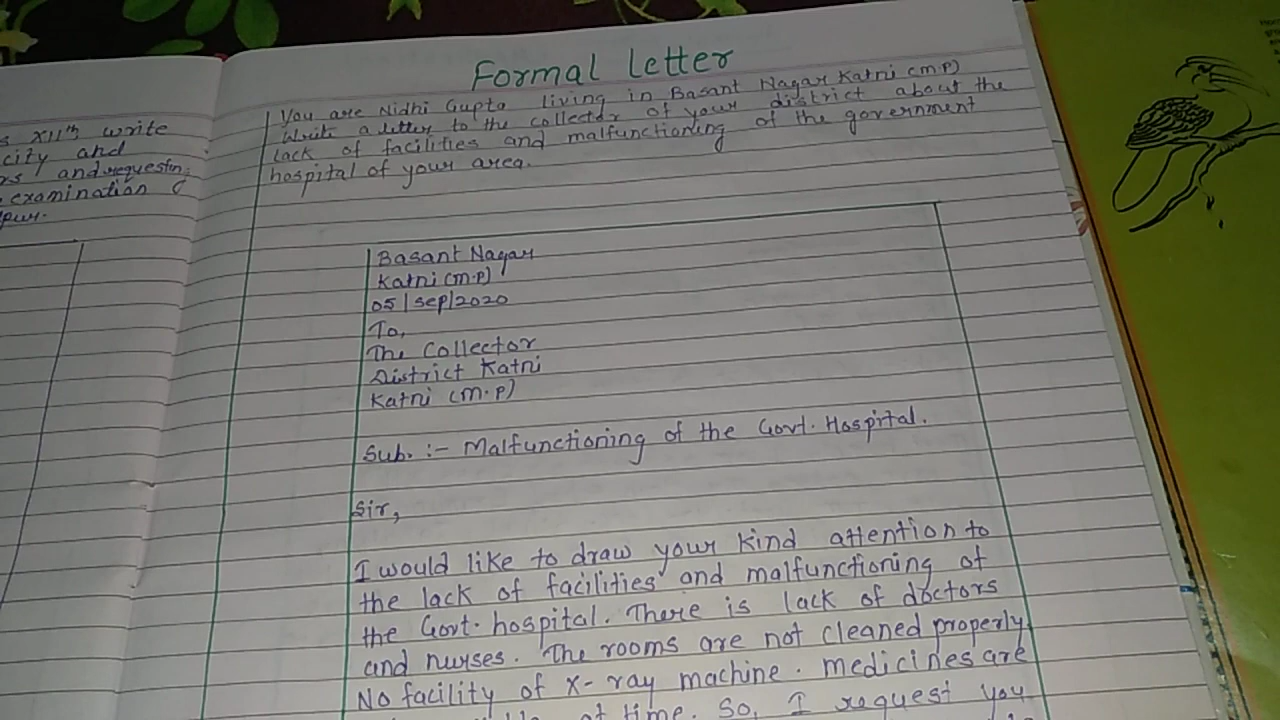 Formal Letter
You are Nidhi Gupta living in Basant Nagar Katni (m.p)
Write a letter to the collector of your district about the
lack of facilities and malfunctioning of the government
hospital of your area.
XIIth write
city and
and requestin
examination
Basant Nagar
Katni (m.p)
05/Sep/2020
To,
The Collector
District Katni
Katni (m.p)
Sub. :- Malfunctioning of the Govt. Hospital.
Sir,
I would like to draw your kind attention to
the lack of facilities and malfunctioning of
the Govt. hospital. There is lack of doctors
and nurses. The rooms are not cleaned properly.
No facility of x-ray machine. medicines are
at time. So, I request you